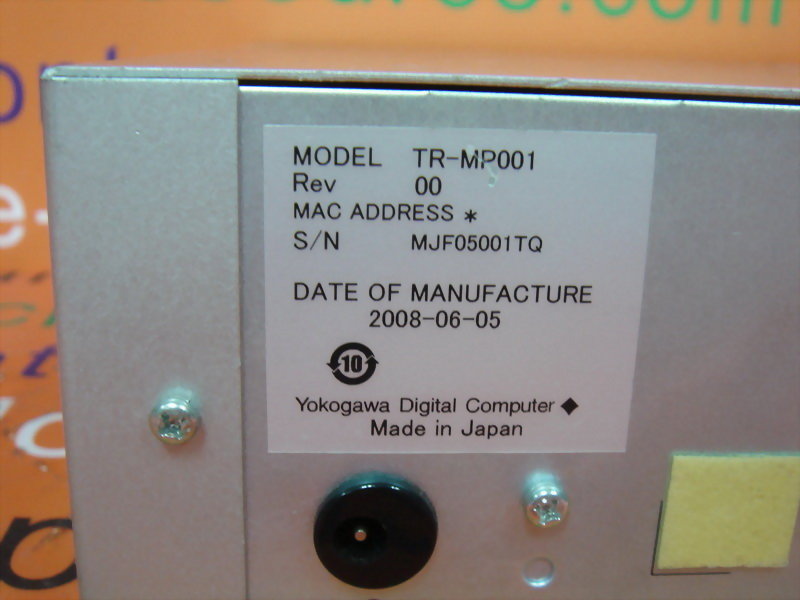 MODEL TR-MP001
Rev 00
MAC ADDRESS *
S/N MJF05001TQ
DATE OF MANUFACTURE
2008-06-05
10
Yokogawa Digital Computer ◆
Made in Japan